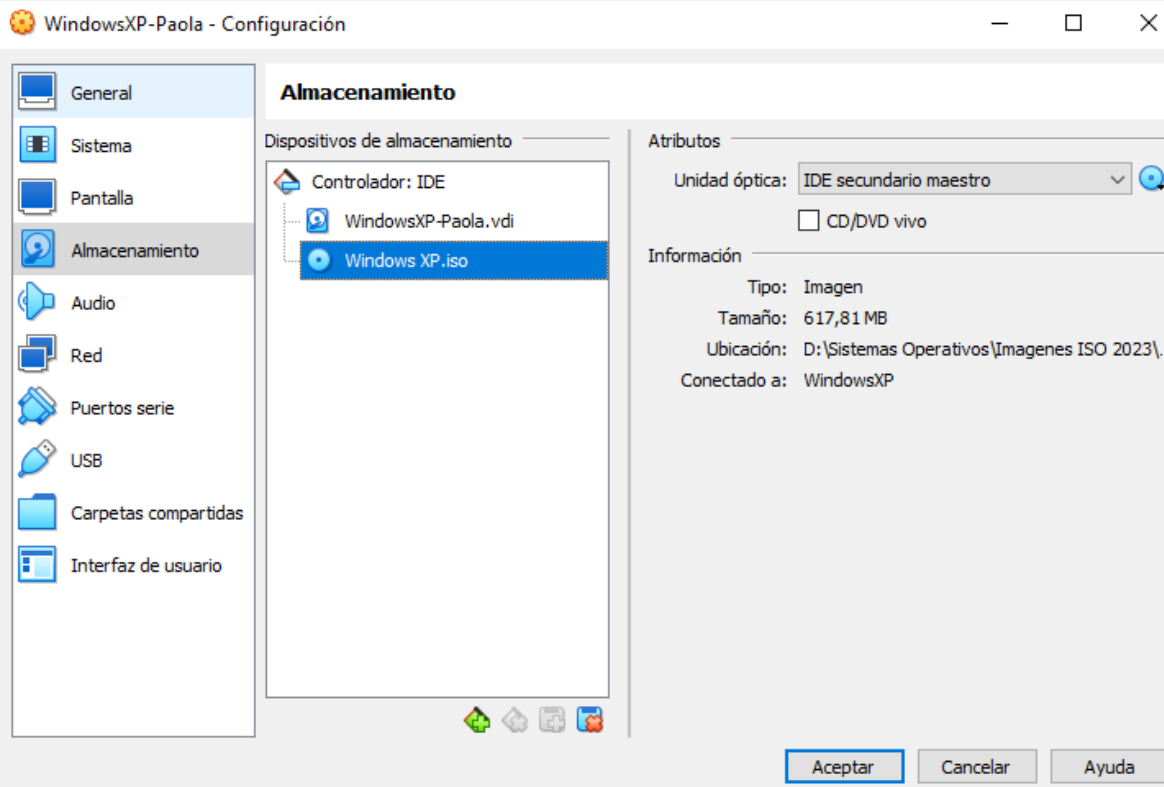 WindowsXP-Paola - Configuración
General
Sistema
Pantalla
Almacenamiento
Audio
Red
Puertos serie
USB
Carpetas compartidas
Interfaz de usuario
Almacenamiento
Dispositivos de almacenamiento
Controlador: IDE
WindowsXP-Paola.vdi
Windows XP.iso
Atributos
Unidad óptica: IDE secundario maestro
CD/DVD vivo
Información
Tipo: Imagen
Tamaño: 617,81 MB
Ubicación: D:\Sistemas Operativos\Imagenes ISO 2023\.
Conectado a: WindowsXP
Aceptar Cancelar Ayuda